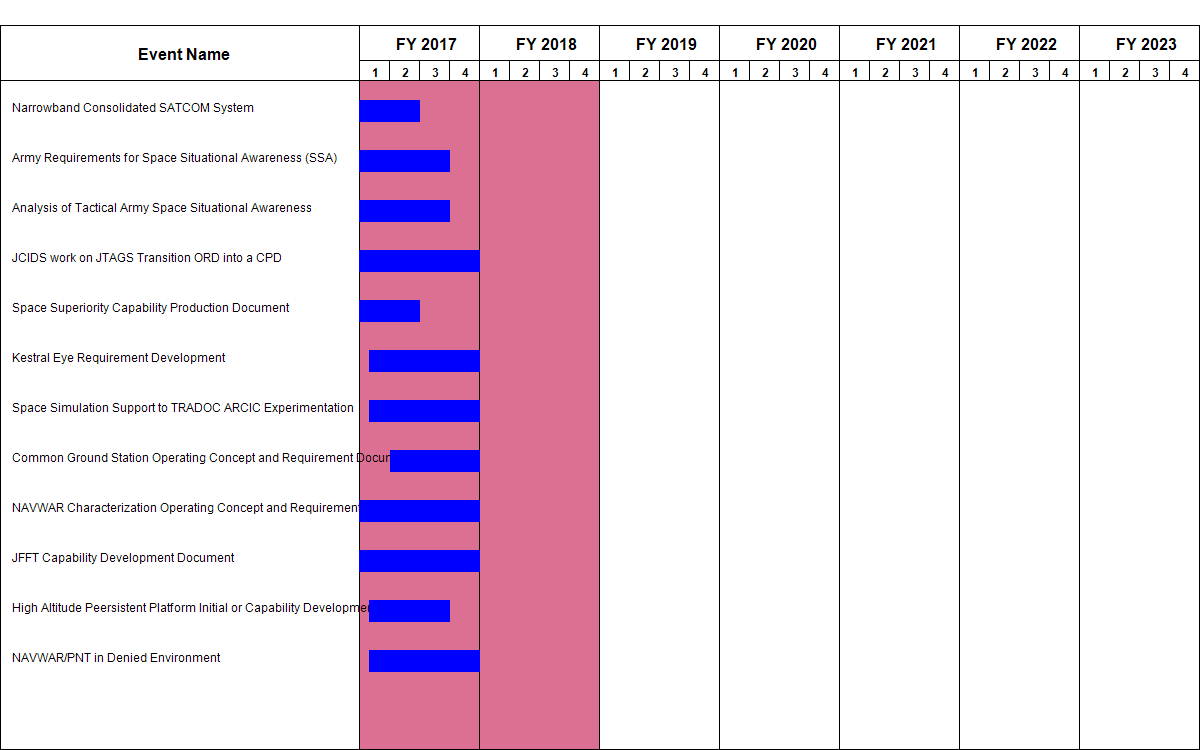 Event Name FY 2017 FY 2018 FY 2019 FY 2020 FY 2021 FY 2022 FY 2023
1 2 3 4 1 2 3 4 1 2 3 4 1 2 3 4 1 2 3 4 1 2 3 4 1 2 3 4
Narrowband Consolidated SATCOM System
Army Requirements for Space Situational Awareness (SSA)
Analysis of Tactical Army Space Situational Awareness
JCIDS work on JTAGS Transition ORD into a CPD
Space Superiority Capability Production Document
Kestral Eye Requirement Development
Space Simulation Support to TRADOC ARCIC Experimentation
Common Ground Station Operating Concept and Requirement Docum
NAVWAR Characterization Operating Concept and Requirement
JFFT Capability Development Document
High Altitude Peersistent Platform Initial or Capability Developmen
NAVWAR/PNT in Denied Environment